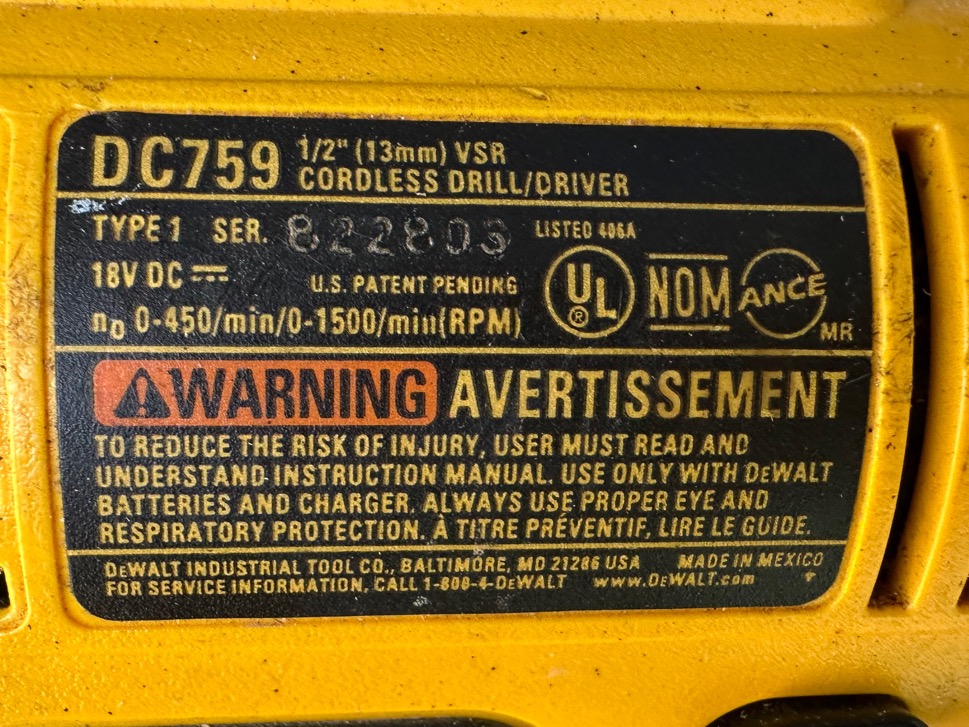 DC759 1/2" (13mm) VSR
CORDLESS DRILL/DRIVER
TYPE 1 SER. 822803 LISTED 406A
18V DC U.S. PATENT PENDING
n0 0-450/min/0-1500/min(RPM)
UL ® NOM ANCE MR
WARNING AVERTISSEMENT
TO REDUCE THE RISK OF INJURY, USER MUST READ AND
UNDERSTAND INSTRUCTION MANUAL. USE ONLY WITH DEWALT
BATTERIES AND CHARGER. ALWAYS USE PROPER EYE AND
RESPIRATORY PROTECTION. À TITRE PRÉVENTIF, LIRE LE GUIDE.
DEWALT INDUSTRIAL TOOL CO., BALTIMORE, MD 21286 USA MADE IN MEXICO
FOR SERVICE INFORMATION, CALL 1-800-4-DEWALT www.DEWALT.com